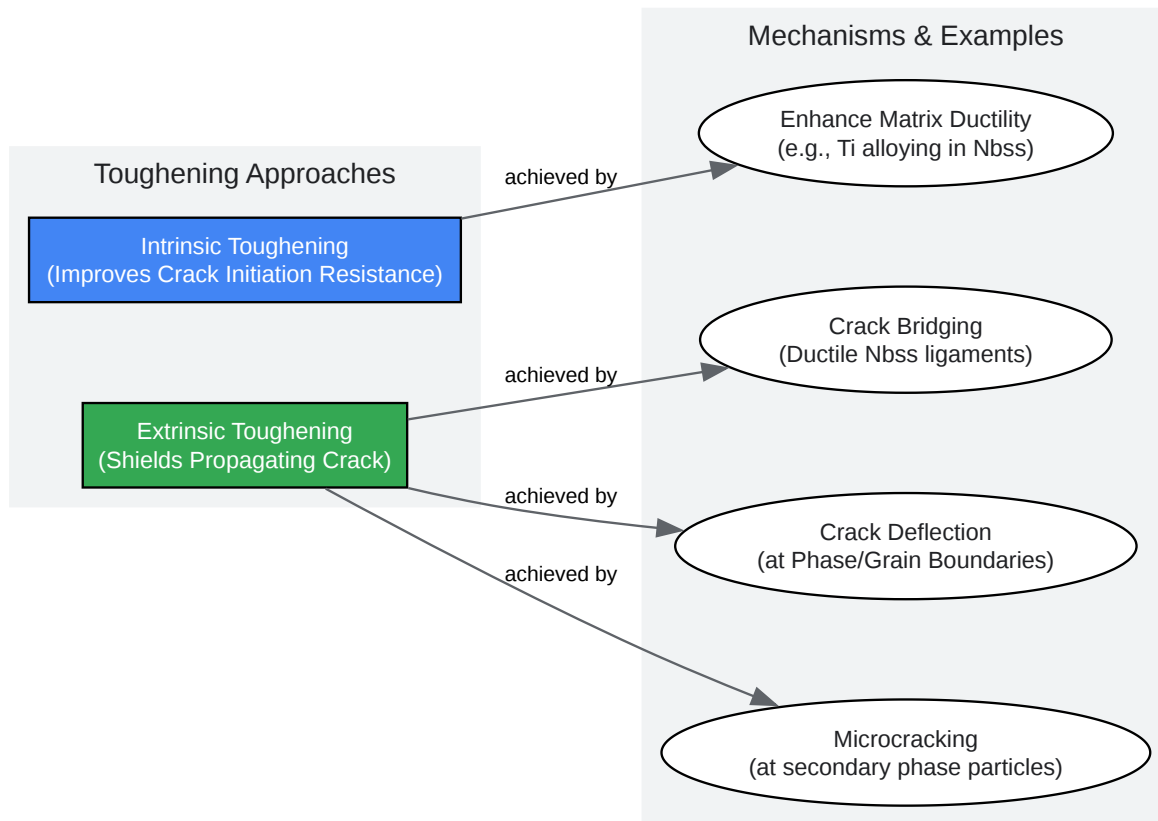 Mechanisms & Examples
Enhance Matrix Ductility
(e.g., Ti alloying in Nbss)
Toughening Approaches
achieved by
Intrinsic Toughening
(Improves Crack Initiation Resistance)
Crack Bridging
(Ductile Nbss ligaments)
achieved by
Extrinsic Toughening
(Shields Propagating Crack)
achieved by
Crack Deflection
(at Phase/Grain Boundaries)
achieved by
Microcracking
(at secondary phase particles)